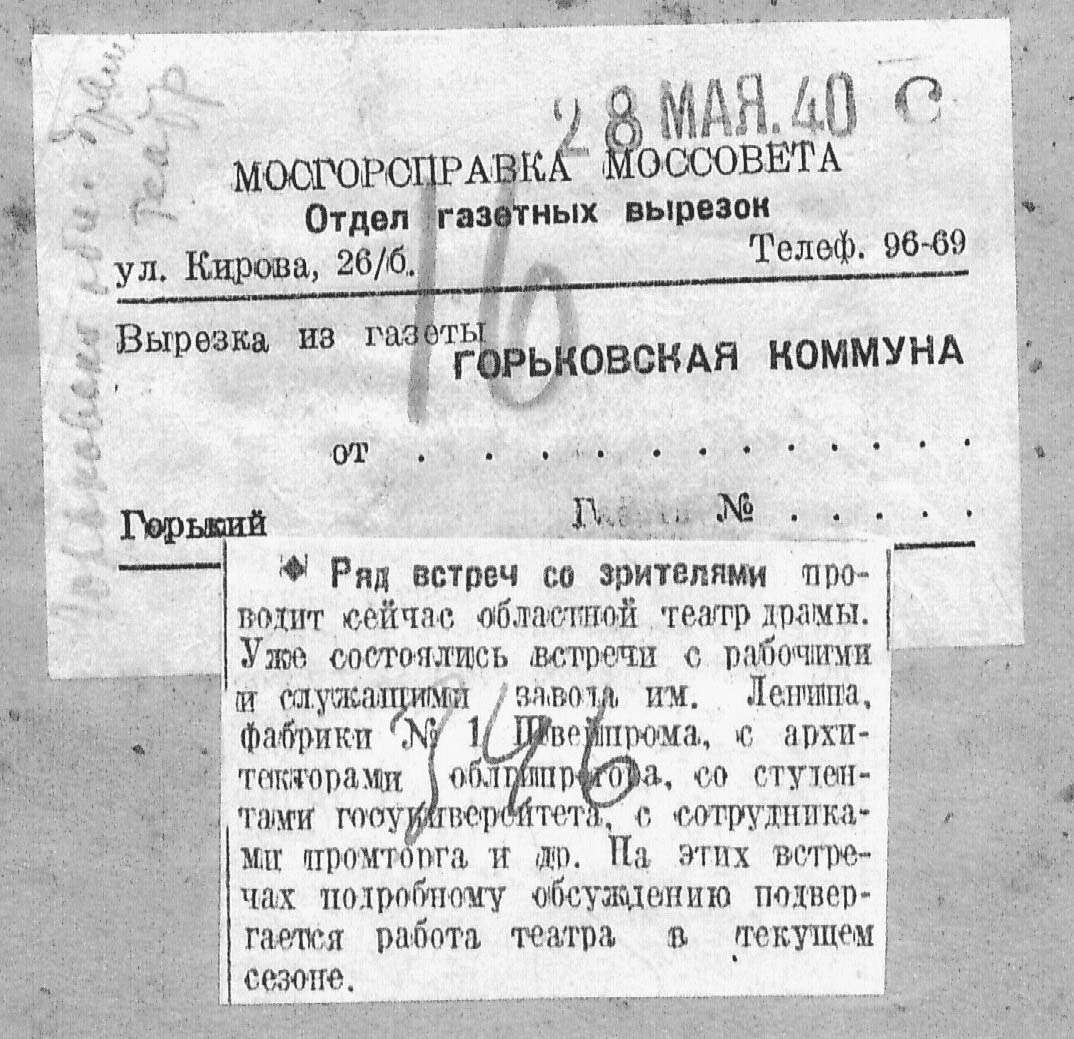 28 МАЯ. 40 С
МОСГОРСПРАВКА МОССОВЕТА
Отдел газетных вырезок
ул. Кирова, 26/б. Телеф. 96-69
Вырезка из газеты
ГОРЬКОВСКАЯ КОММУНА
от . . . . . . . . . . .
Горький № . . . . .
театр
16
Ряд встреч со зрителями про-
водит сейчас областной театр драмы.
Уже состоялись встречи с рабочими
и служащими завода им. Ленина,
фабрики № 1 Швейпрома, с архи-
текторами облпроекта, со студен-
тами госуниверситета, с сотрудника-
ми промторга и др. На этих встре-
чах подробному обсуждению подвер-
гается работа театра в текущем
сезоне.